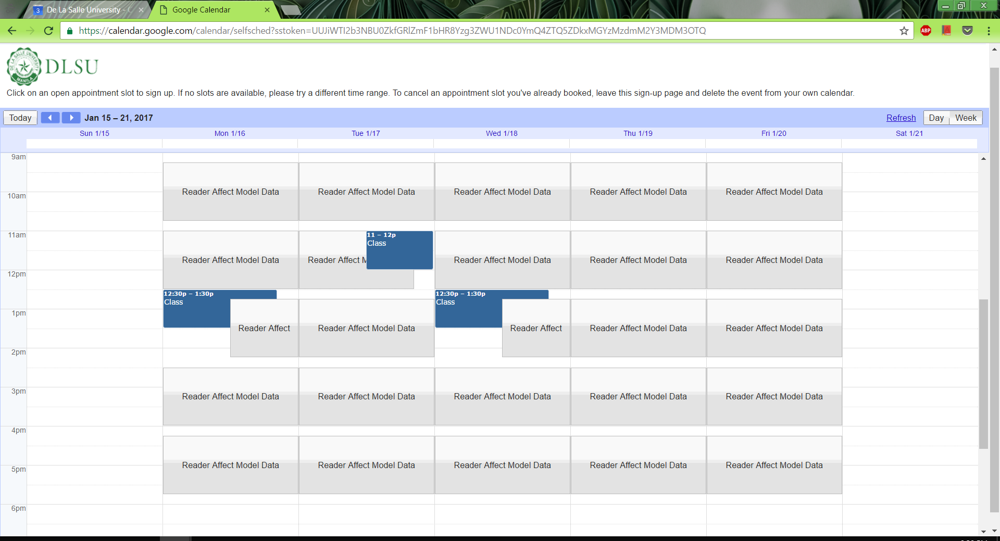 De La Salle University - C
Google Calendar
https://calendar.google.com/calendar/selfsched?sstoken=UUJiWTI2b3NBU0ZkfGRlZmF1bHR8Yzg3ZWU1NDc0YmQ4ZTQ5ZDkxMGYzMzdmM2Y3MDM3OTQ
ABP
DE LA SALLE UNIVERSITY
MANILA
DLSU
Click on an open appointment slot to sign up. If no slots are available, please try a different time range. To cancel an appointment slot you've already booked, leave this sign-up page and delete the event from your own calendar.
Today Jan 15 – 21, 2017 Refresh Day Week
Sun 1/15 Mon 1/16 Tue 1/17 Wed 1/18 Thu 1/19 Fri 1/20 Sat 1/21
9am
Reader Affect Model Data Reader Affect Model Data Reader Affect Model Data Reader Affect Model Data Reader Affect Model Data
10am
11am
11 – 12p
Class
Reader Affect Model Data Reader Affect M Reader Affect Model Data Reader Affect Model Data Reader Affect Model Data
12pm
12:30p – 1:30p 12:30p – 1:30p
Class Class
1pm
Reader Affect Reader Affect Model Data Reader Affect Reader Affect Model Data Reader Affect Model Data
2pm
3pm
Reader Affect Model Data Reader Affect Model Data Reader Affect Model Data Reader Affect Model Data Reader Affect Model Data
4pm
Reader Affect Model Data Reader Affect Model Data Reader Affect Model Data Reader Affect Model Data Reader Affect Model Data
5pm
6pm